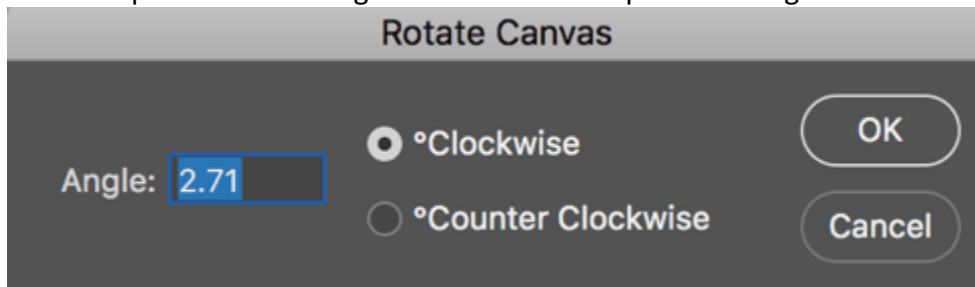 Rotate Canvas
°Clockwise
OK
Angle: 2.71
°Counter Clockwise
Cancel